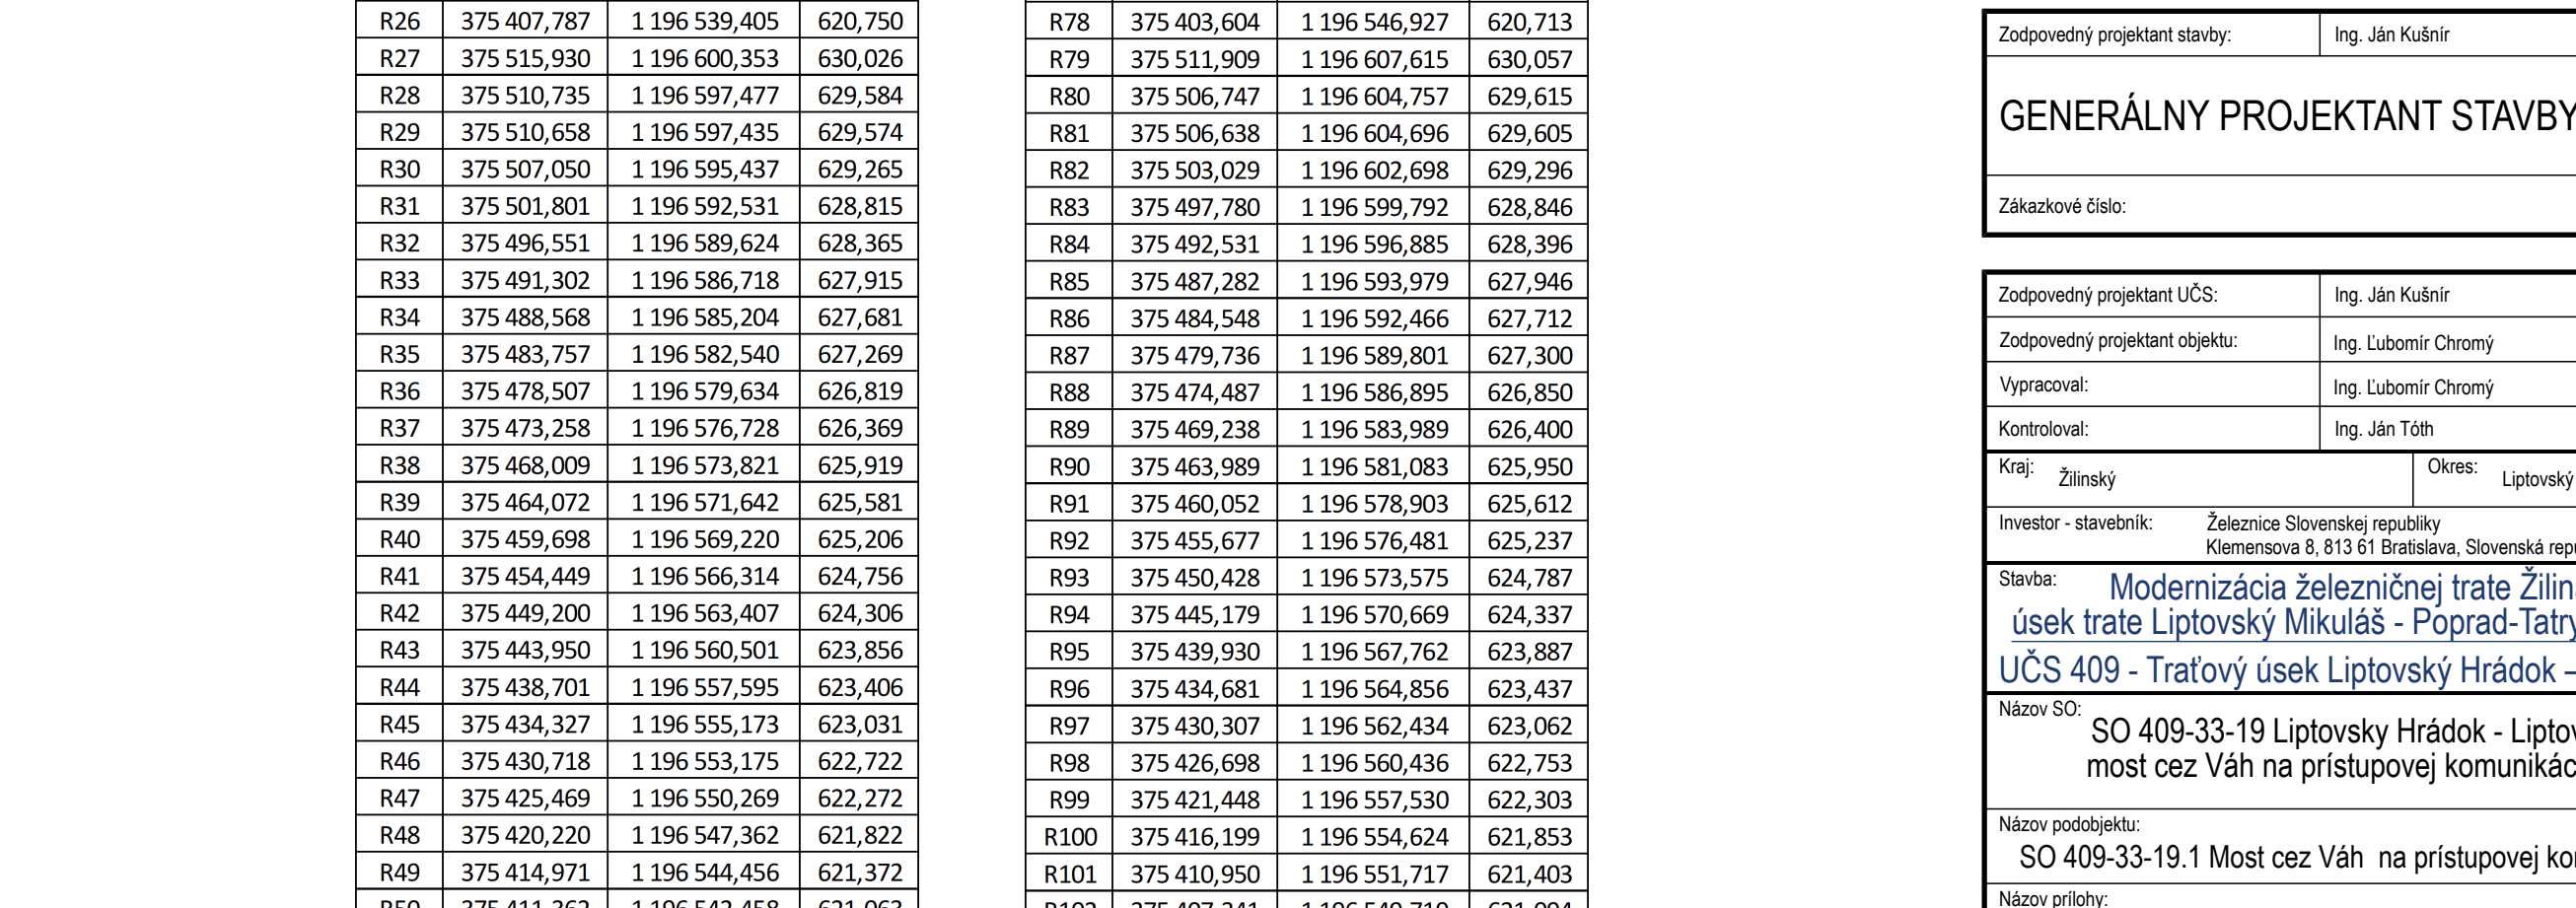 R26 375 407,787 1 196 539,405 620,750
R27 375 515,930 1 196 600,353 630,026
R28 375 510,735 1 196 597,477 629,584
R29 375 510,658 1 196 597,435 629,574
R30 375 507,050 1 196 595,437 629,265
R31 375 501,801 1 196 592,531 628,815
R32 375 496,551 1 196 589,624 628,365
R33 375 491,302 1 196 586,718 627,915
R34 375 488,568 1 196 585,204 627,681
R35 375 483,757 1 196 582,540 627,269
R36 375 478,507 1 196 579,634 626,819
R37 375 473,258 1 196 576,728 626,369
R38 375 468,009 1 196 573,821 625,919
R39 375 464,072 1 196 571,642 625,581
R40 375 459,698 1 196 569,220 625,206
R41 375 454,449 1 196 566,314 624,756
R42 375 449,200 1 196 563,407 624,306
R43 375 443,950 1 196 560,501 623,856
R44 375 438,701 1 196 557,595 623,406
R45 375 434,327 1 196 555,173 623,031
R46 375 430,718 1 196 553,175 622,722
R47 375 425,469 1 196 550,269 622,272
R48 375 420,220 1 196 547,362 621,822
R49 375 414,971 1 196 544,456 621,372
R50 375 411,362 1 196 542,458 621,063
R78 375 403,604 1 196 546,927 620,713
R79 375 511,909 1 196 607,615 630,057
R80 375 506,747 1 196 604,757 629,615
R81 375 506,638 1 196 604,696 629,605
R82 375 503,029 1 196 602,698 629,296
R83 375 497,780 1 196 599,792 628,846
R84 375 492,531 1 196 596,885 628,396
R85 375 487,282 1 196 593,979 627,946
R86 375 484,548 1 196 592,466 627,712
R87 375 479,736 1 196 589,801 627,300
R88 375 474,487 1 196 586,895 626,850
R89 375 469,238 1 196 583,989 626,400
R90 375 463,989 1 196 581,083 625,950
R91 375 460,052 1 196 578,903 625,612
R92 375 455,677 1 196 576,481 625,237
R93 375 450,428 1 196 573,575 624,787
R94 375 445,179 1 196 570,669 624,337
R95 375 439,930 1 196 567,762 623,887
R96 375 434,681 1 196 564,856 623,437
R97 375 430,307 1 196 562,434 623,062
R98 375 426,698 1 196 560,436 622,753
R99 375 421,448 1 196 557,530 622,303
R100 375 416,199 1 196 554,624 621,853
R101 375 410,950 1 196 551,717 621,403
R102 375 407,341 1 196 549,719 621,094
Zodpovedný projektant stavby: Ing. Ján Kušnír
GENERÁLNY PROJEKTANT STAVBY
Zákazkové číslo:
Zodpovedný projektant UČS: Ing. Ján Kušnír
Zodpovedný projektant objektu: Ing. Ľubomír Chromý
Vypracoval: Ing. Ľubomír Chromý
Kontroloval: Ing. Ján Tóth
Kraj: Žilinský Okres: Liptovský
Investor - stavebník: Železnice Slovenskej republiky
Klemensova 8, 813 61 Bratislava, Slovenská repu
Stavba: Modernizácia železničnej trate Žilin
úsek trate Liptovský Mikuláš - Poprad-Tatry
UČS 409 - Traťový úsek Liptovský Hrádok –
Názov SO: SO 409-33-19 Liptovsky Hrádok - Liptov
most cez Váh na prístupovej komunikác
Názov podobjektu:
SO 409-33-19.1 Most cez Váh na prístupovej ko
Názov prílohy: